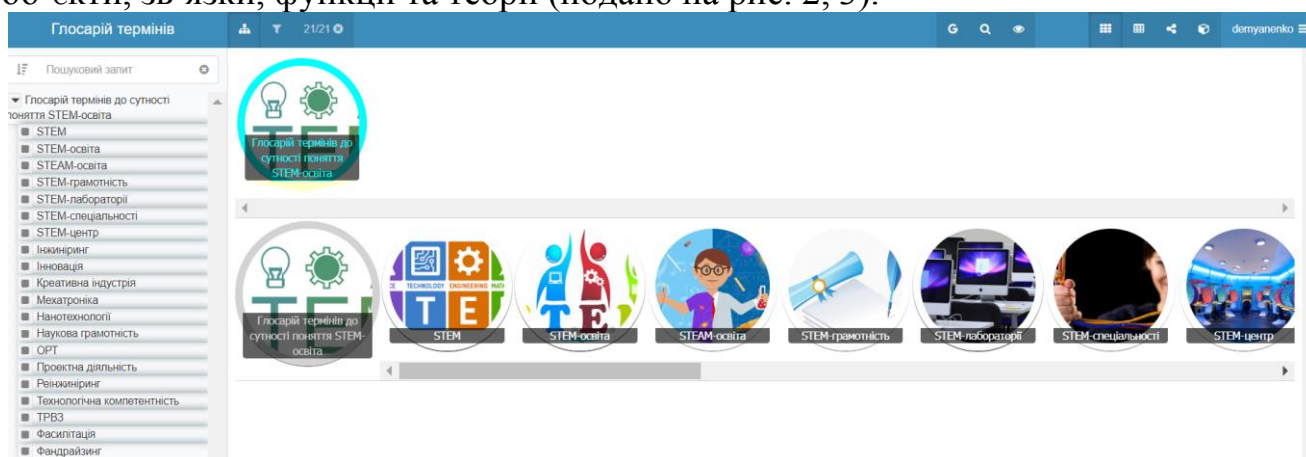 об'єкти, зв'язки, функції та теорії (подано на рис. 2, 3).
Глосарій термінів
21/21
demyanenko
Пошуковий запит
Глосарій термінів до сутності
поняття STEM-освіта
STEM
STEM-освіта
STEAM-освіта
STEM-грамотність
STEM-лабораторії
STEM-спеціальності
STEM-центр
Інжиніринг
Інновація
Креативна індустрія
Мехатроніка
Нанотехнології
Наукова грамотність
ОРТ
Проектна діяльність
Реінжиніринг
Технологічна компетентність
ТРВЗ
Фасилітація
Фандрайзинг
TEM
Глосарій термінів до
сутності поняття
STEM-освіта
TEM
Глосарій термінів до
сутності поняття STEM-
освіта
TECHNOLOGY
ENGINEERING
T E
STEM
T E
STEM-освіта
STEAM-освіта
STEM-грамотність
STEM-лабораторії
STEM-спеціальності
STEM-центр